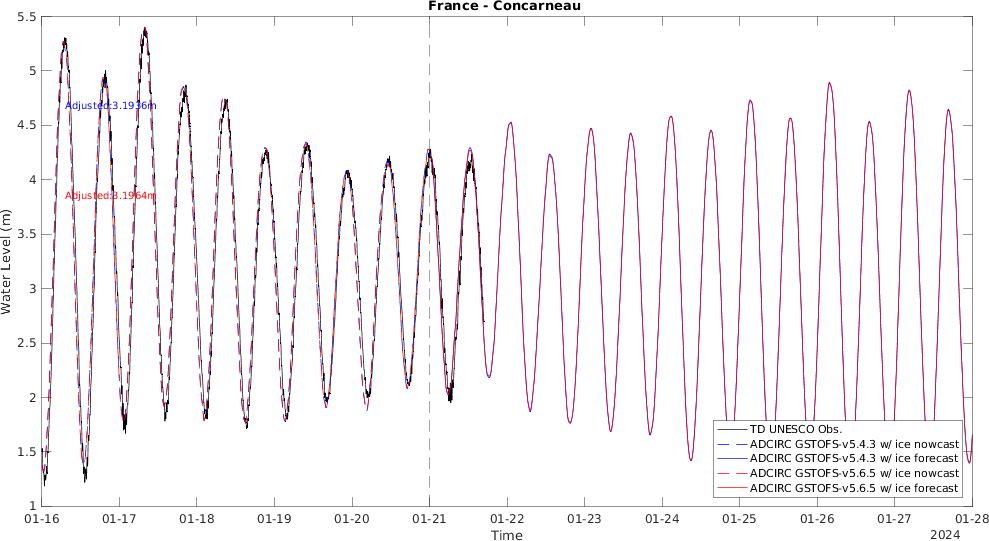 France - Concarneau
5.5
5
4.5
4
3.5
3
2.5
2
1.5
1
Water Level (m)
Adjusted:3.1936m
Adjusted:3.1964m
TD UNESCO Obs.
ADCIRC GSTOFS-v5.4.3 w/ ice nowcast
ADCIRC GSTOFS-v5.4.3 w/ ice forecast
ADCIRC GSTOFS-v5.6.5 w/ ice nowcast
ADCIRC GSTOFS-v5.6.5 w/ ice forecast
01-16 01-17 01-18 01-19 01-20 01-21 01-22 01-23 01-24 01-25 01-26 01-27 01-28
Time
2024